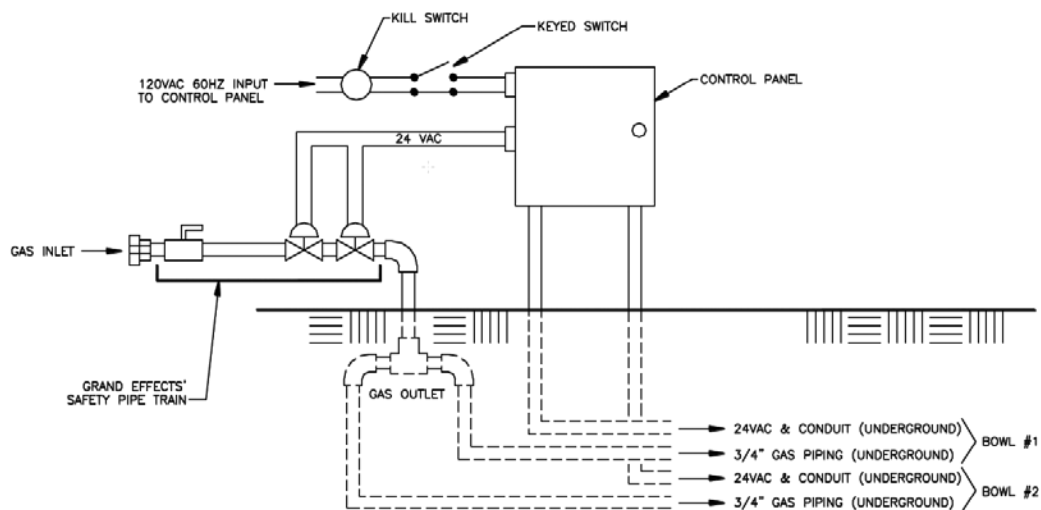 KILL SWITCH
KEYED SWITCH
120VAC 60HZ INPUT
TO CONTROL PANEL
CONTROL PANEL
24 VAC
GAS INLET
GRAND EFFECTS'
SAFETY PIPE TRAIN
GAS OUTLET
24VAC & CONDUIT (UNDERGROUND)
BOWL #1
3/4" GAS PIPING (UNDERGROUND)
24VAC & CONDUIT (UNDERGROUND)
BOWL #2
3/4" GAS PIPING (UNDERGROUND)